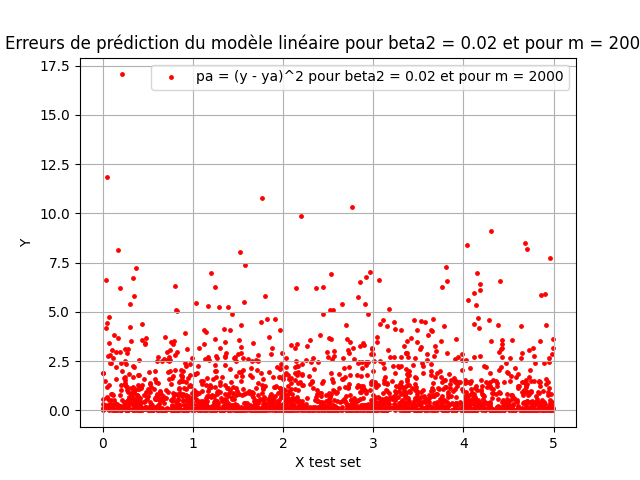 Erreurs de prédiction du modèle linéaire pour beta2 = 0.02 et pour m = 200
pa = (y - ya)^2 pour beta2 = 0.02 et pour m = 2000
17.5
15.0
12.5
10.0
7.5
5.0
2.5
0.0
Y
0 1 2 3 4 5
X test set